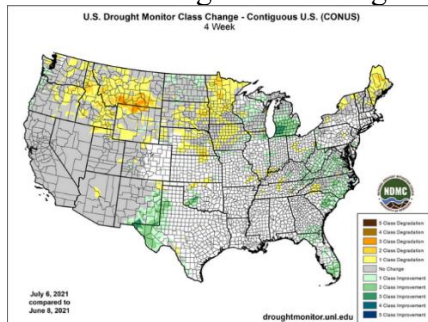 U.S. Drought Monitor Class Change - Contiguous U.S. (CONUS)
4 Week
NDMC
5 Class Degradation
4 Class Degradation
3 Class Degradation
2 Class Degradation
1 Class Degradation
No Change
1 Class Improvement
2 Class Improvement
3 Class Improvement
4 Class Improvement
5 Class Improvement
July 6, 2021
compared to
June 8, 2021
droughtmonitor.unl.edu